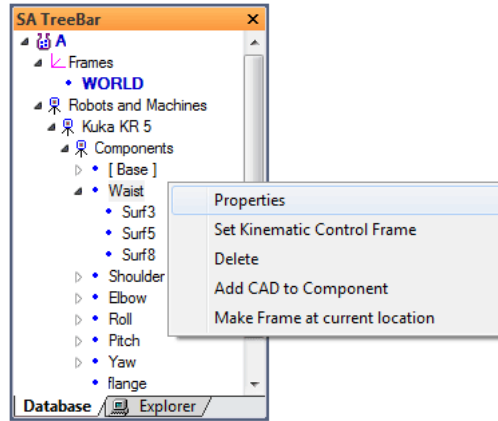 SA TreeBar
A
Frames
WORLD
Robots and Machines
Kuka KR 5
Components
[ Base ]
Waist
Surf3
Surf5
Surf8
Shoulder
Elbow
Roll
Pitch
Yaw
flange
Properties
Set Kinematic Control Frame
Delete
Add CAD to Component
Make Frame at current location
Database Explorer